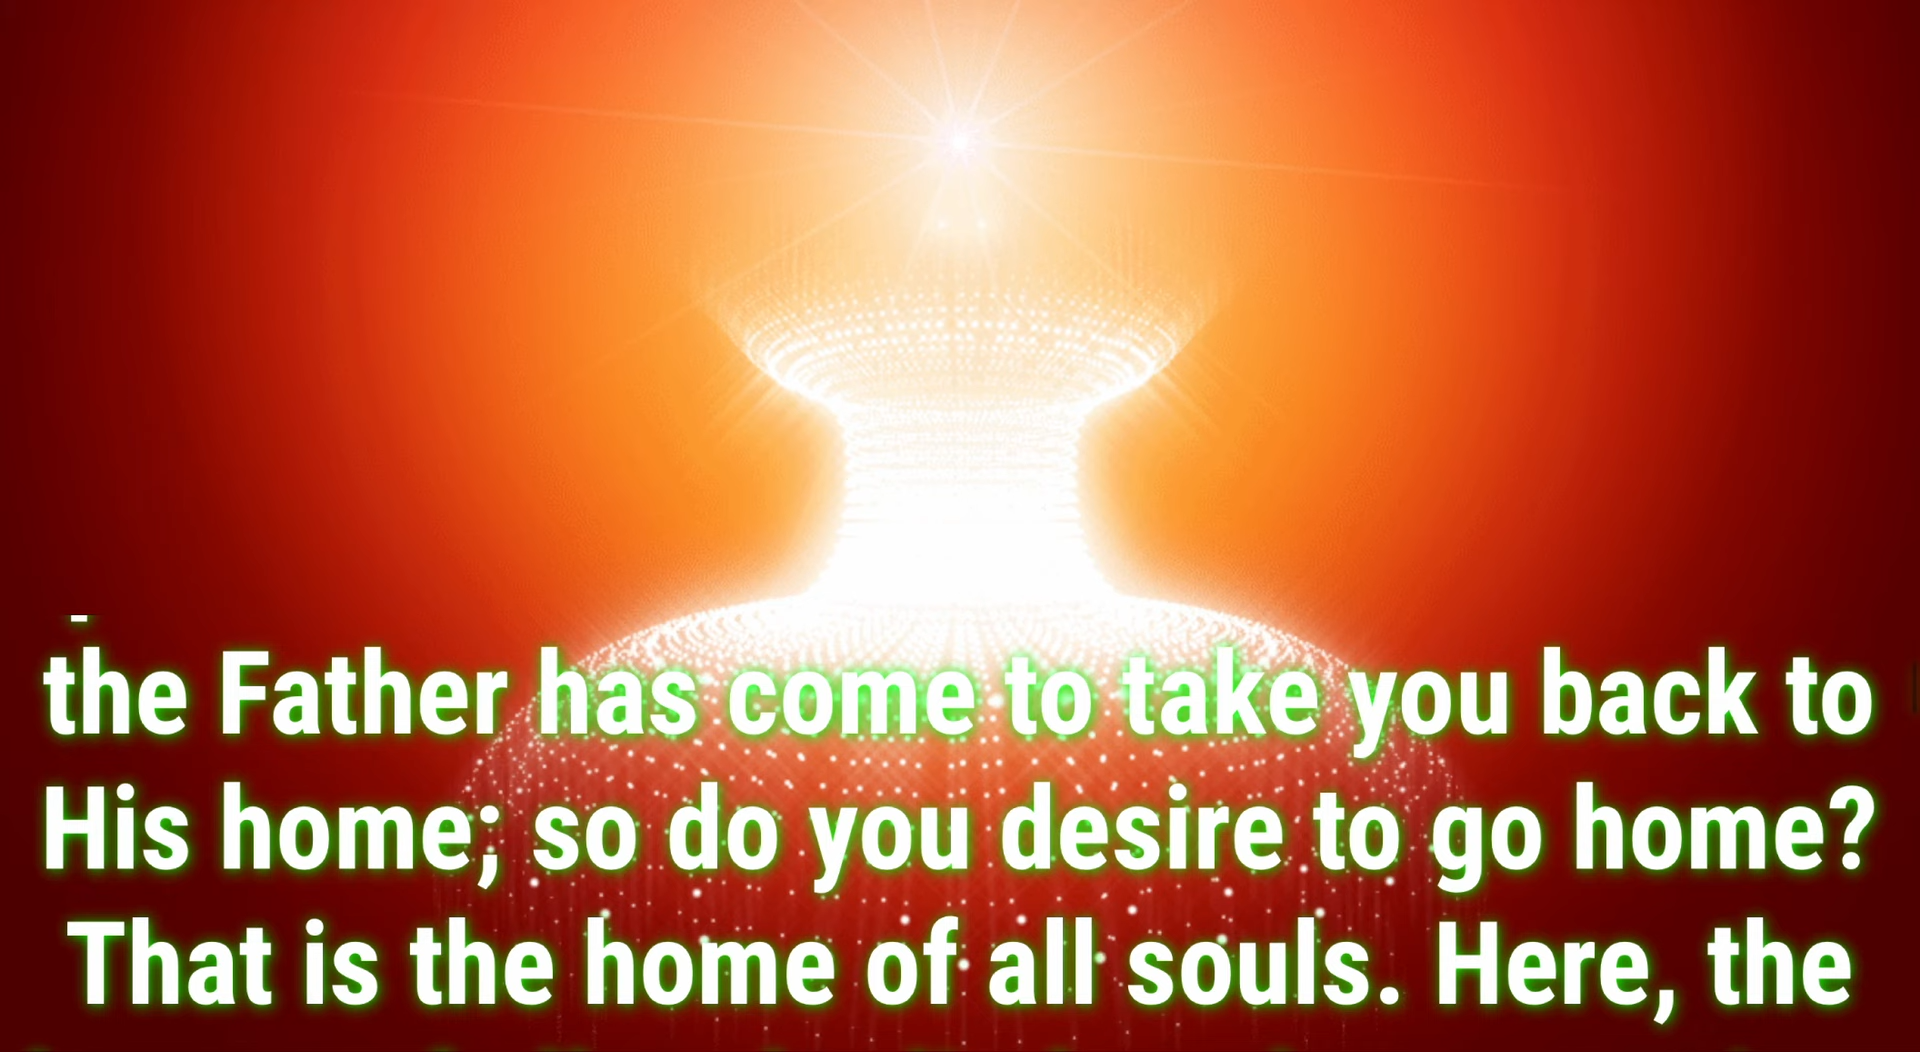 the Father has come to take you back to
His home; so do you desire to go home?
That is the home of all souls. Here, the